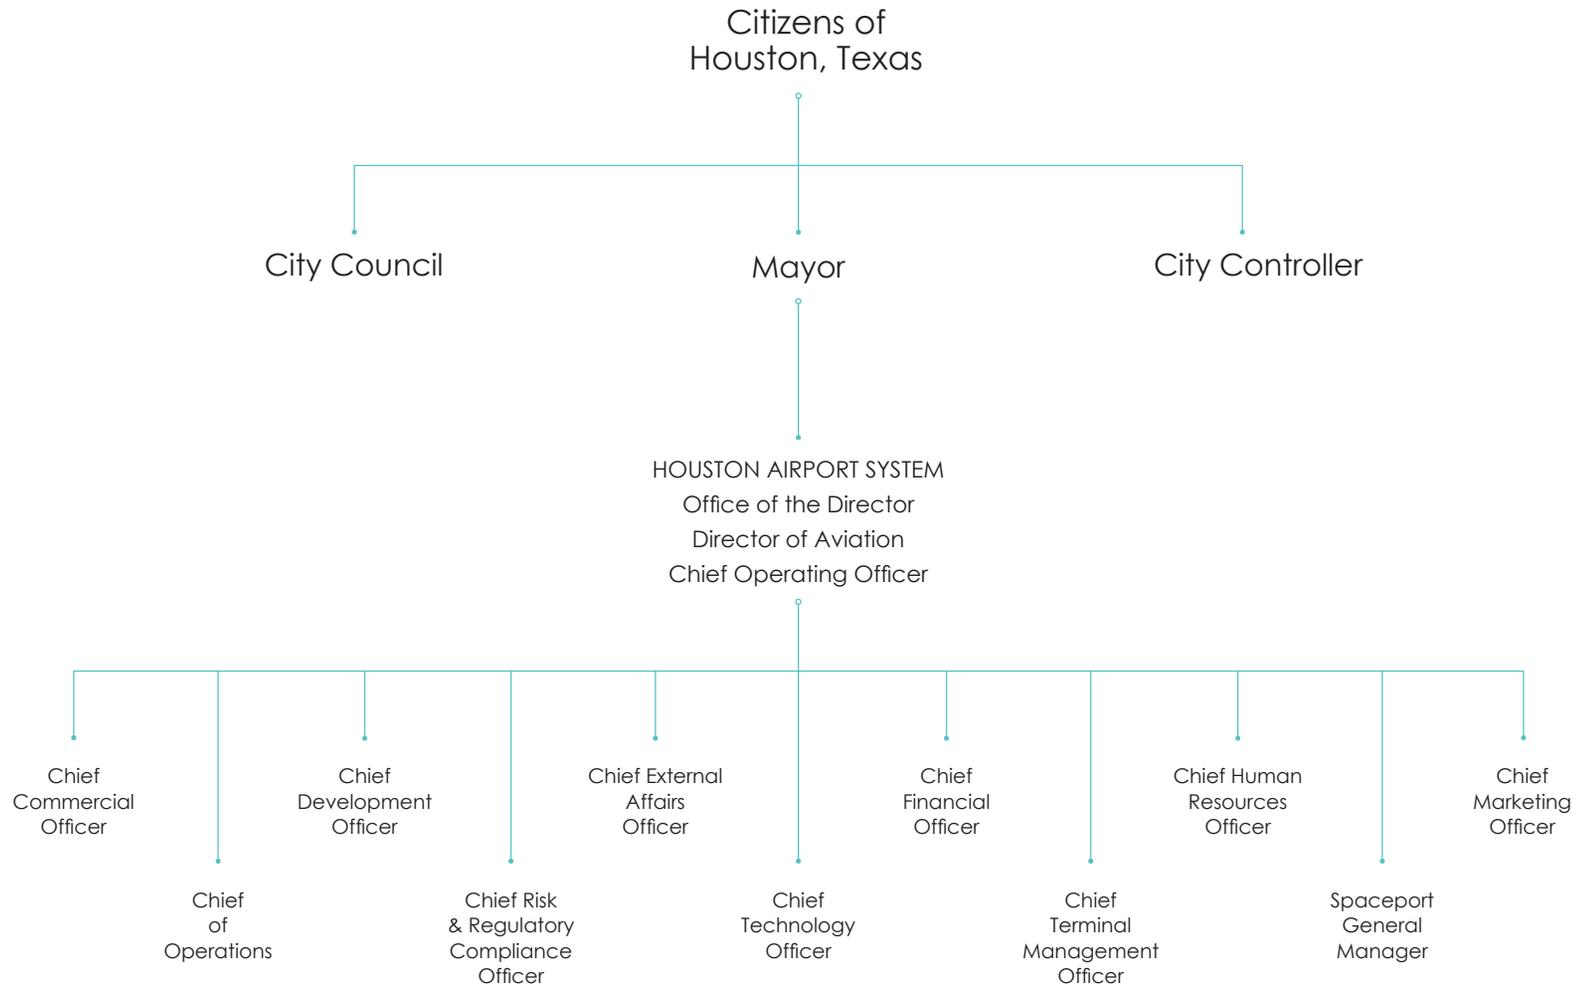 Citizens of
Houston, Texas
City Council
Mayor
City Controller
HOUSTON AIRPORT SYSTEM
Office of the Director
Director of Aviation
Chief Operating Officer
Chief
Commercial
Officer
Chief
Development
Officer
Chief External
Affairs
Officer
Chief
Financial
Officer
Chief Human
Resources
Officer
Chief
Marketing
Officer
Chief
of
Operations
Chief Risk
& Regulatory
Compliance
Officer
Chief
Technology
Officer
Chief
Terminal
Management
Officer
Spaceport
General
Manager